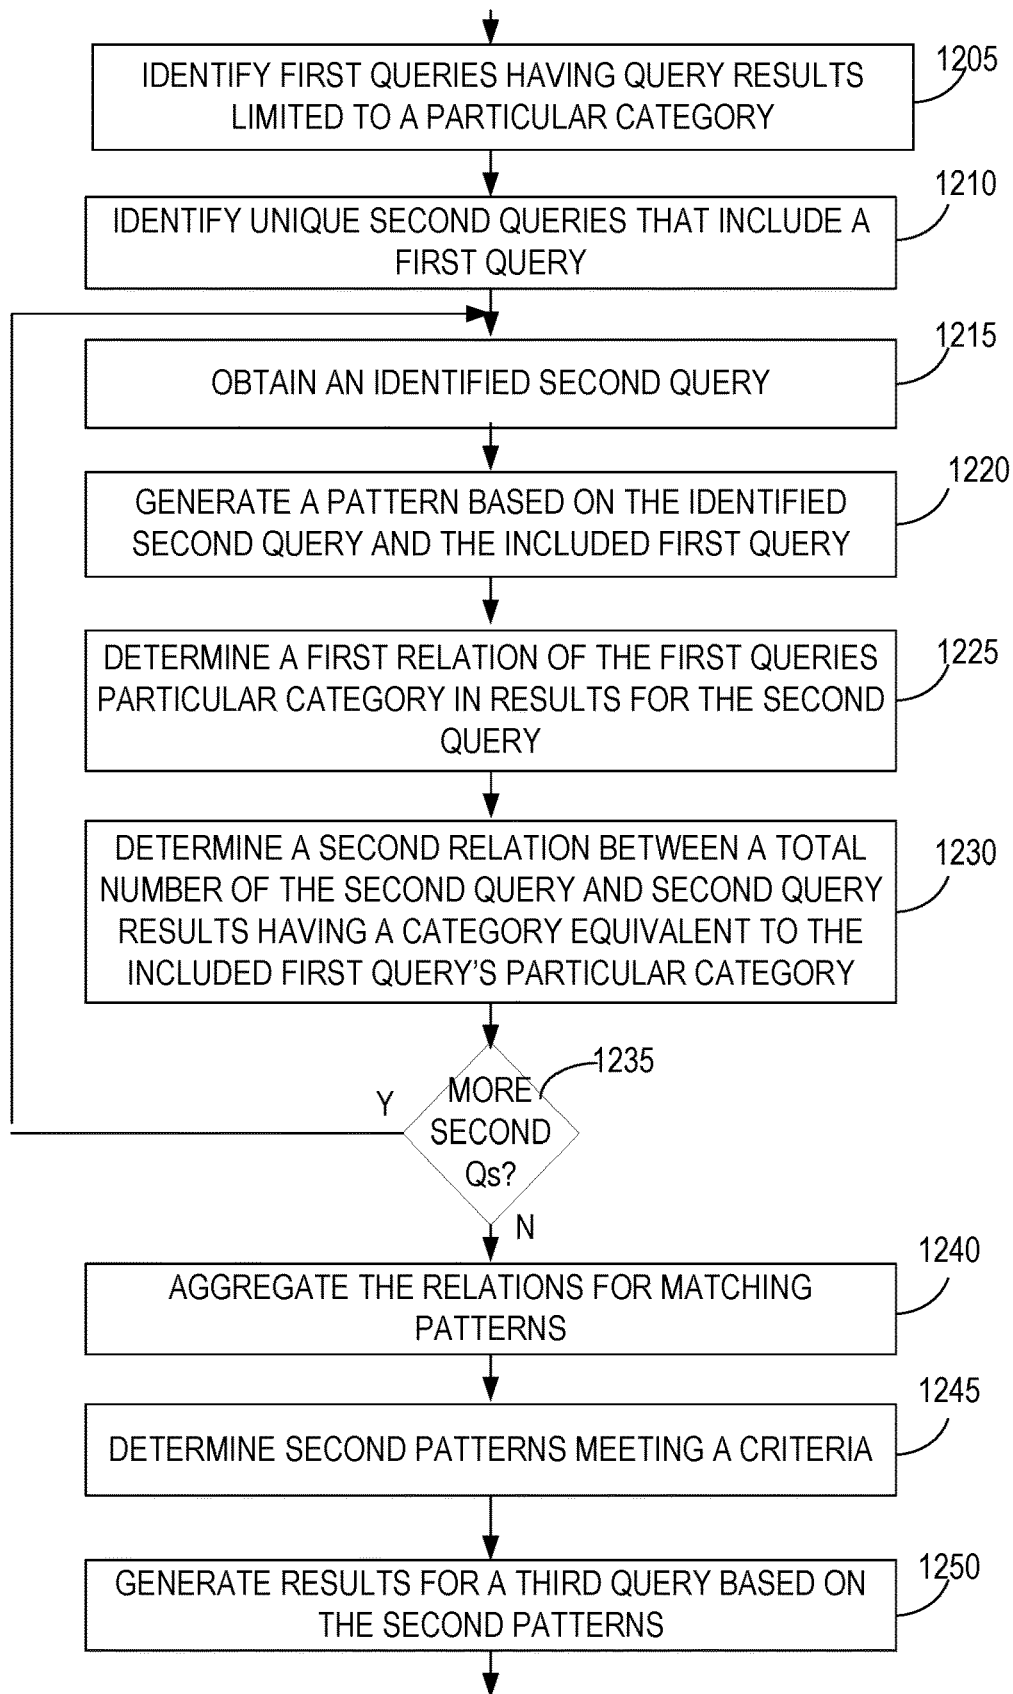 IDENTIFY FIRST QUERIES HAVING QUERY RESULTS
LIMITED TO A PARTICULAR CATEGORY
1205
IDENTIFY UNIQUE SECOND QUERIES THAT INCLUDE A
FIRST QUERY
1210
OBTAIN AN IDENTIFIED SECOND QUERY
1215
GENERATE A PATTERN BASED ON THE IDENTIFIED
SECOND QUERY AND THE INCLUDED FIRST QUERY
1220
DETERMINE A FIRST RELATION OF THE FIRST QUERIES
PARTICULAR CATEGORY IN RESULTS FOR THE SECOND
QUERY
1225
DETERMINE A SECOND RELATION BETWEEN A TOTAL
NUMBER OF THE SECOND QUERY AND SECOND QUERY
RESULTS HAVING A CATEGORY EQUIVALENT TO THE
INCLUDED FIRST QUERY'S PARTICULAR CATEGORY
1230
MORE
SECOND
Qs?
1235
Y
N
AGGREGATE THE RELATIONS FOR MATCHING
PATTERNS
1240
DETERMINE SECOND PATTERNS MEETING A CRITERIA
1245
GENERATE RESULTS FOR A THIRD QUERY BASED ON
THE SECOND PATTERNS
1250